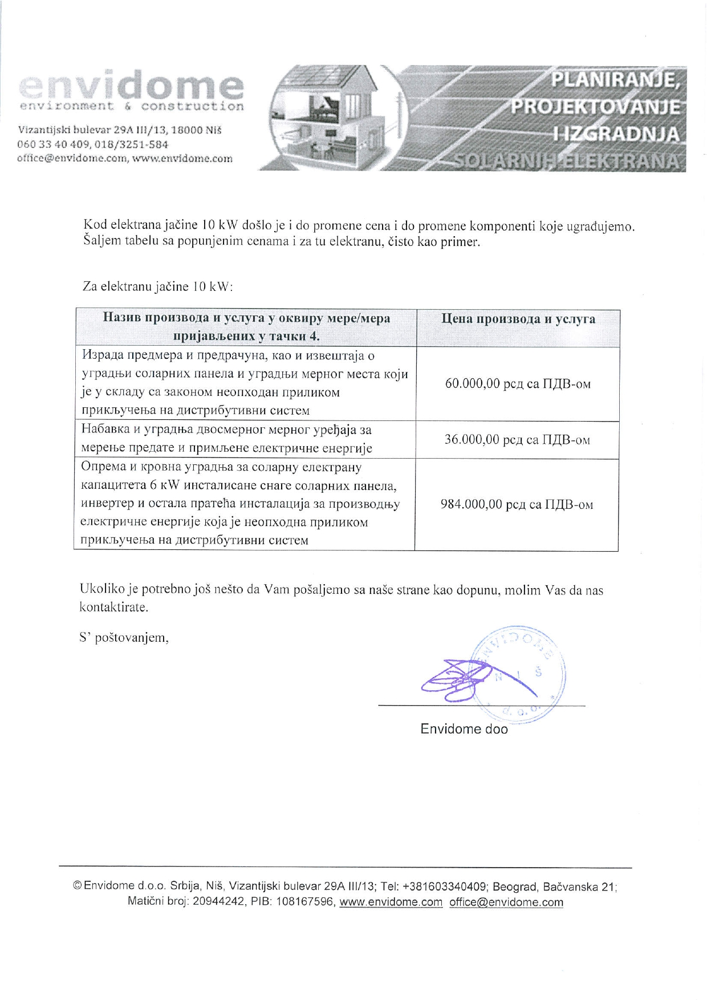 envidome
environment & construction
Vizantijski bulevar 29A III/13, 18000 Niš
060 33 40 409, 018/3251-584
office@envidome.com, www.envidome.com
PLANIRANJE,
PROJEKTOVANJE
I IZGRADNJA
SOLARNIH ELEKTRANA
Kod elektrana jačine 10 kW došlo je i do promene cena i do promene komponenti koje ugrađujemo.
Šaljem tabelu sa popunjenim cenama i za tu elektranu, čisto kao primer.
Za elektranu jačine 10 kW:
Назив производа и услуга у оквиру мере/мера
пријављених у тачки 4.
Цена производа и услуга
Израда предмера и предрачуна, као и извештаја о
уградњи соларних панела и уградњи мерног места који
је у складу са законом неопходан приликом
прикључења на дистрибутивни систем
60.000,00 рсд са ПДВ-ом
Набавка и уградња двосмерног мерног уређаја за
мерење предате и примљене електричне енергије
36.000,00 рсд са ПДВ-ом
Опрема и кровна уградња за соларну електрану
капацитета 6 kW инсталисане снаге соларних панела,
инвертер и остала пратећа инсталација за производњу
електричне енергије која је неопходна приликом
прикључења на дистрибутивни систем
984.000,00 рсд са ПДВ-ом
Ukoliko je potrebno još nešto da Vam pošaljemo sa naše strane kao dopunu, molim Vas da nas
kontaktirate.
S’ poštovanjem,
ENVIDOME
NIŠ
* d.o.o. *
Envidome doo
© Envidome d.o.o. Srbija, Niš, Vizantijski bulevar 29A III/13; Tel: +381603340409; Beograd, Bačvanska 21;
Matični broj: 20944242, PIB: 108167596, www.envidome.com office@envidome.com